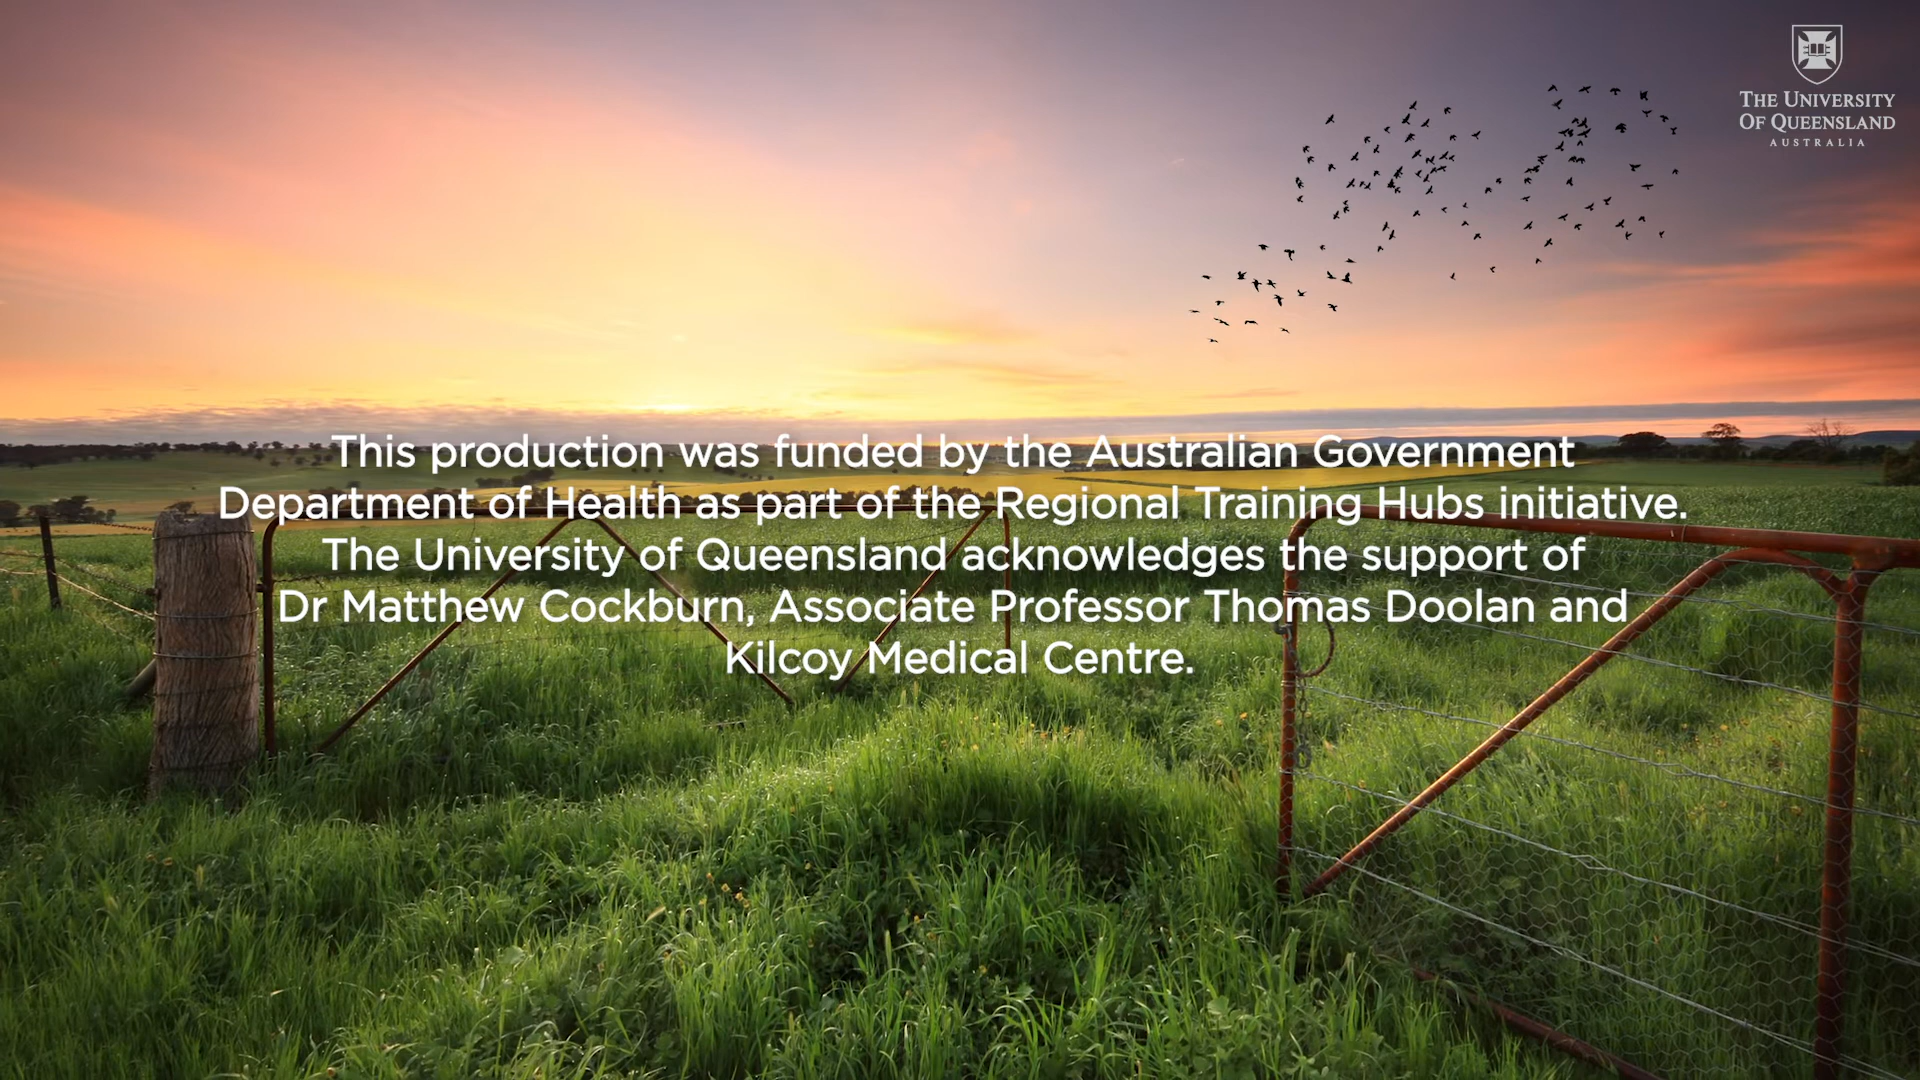 THE UNIVERSITY
OF QUEENSLAND
AUSTRALIA
This production was funded by the Australian Government
Department of Health as part of the Regional Training Hubs initiative.
The University of Queensland acknowledges the support of
Dr Matthew Cockburn, Associate Professor Thomas Doolan and
Kilcoy Medical Centre.